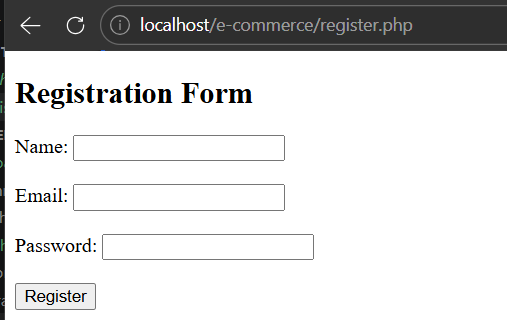 localhost/e-commerce/register.php
Registration Form
Name:
Email:
Password:
Register